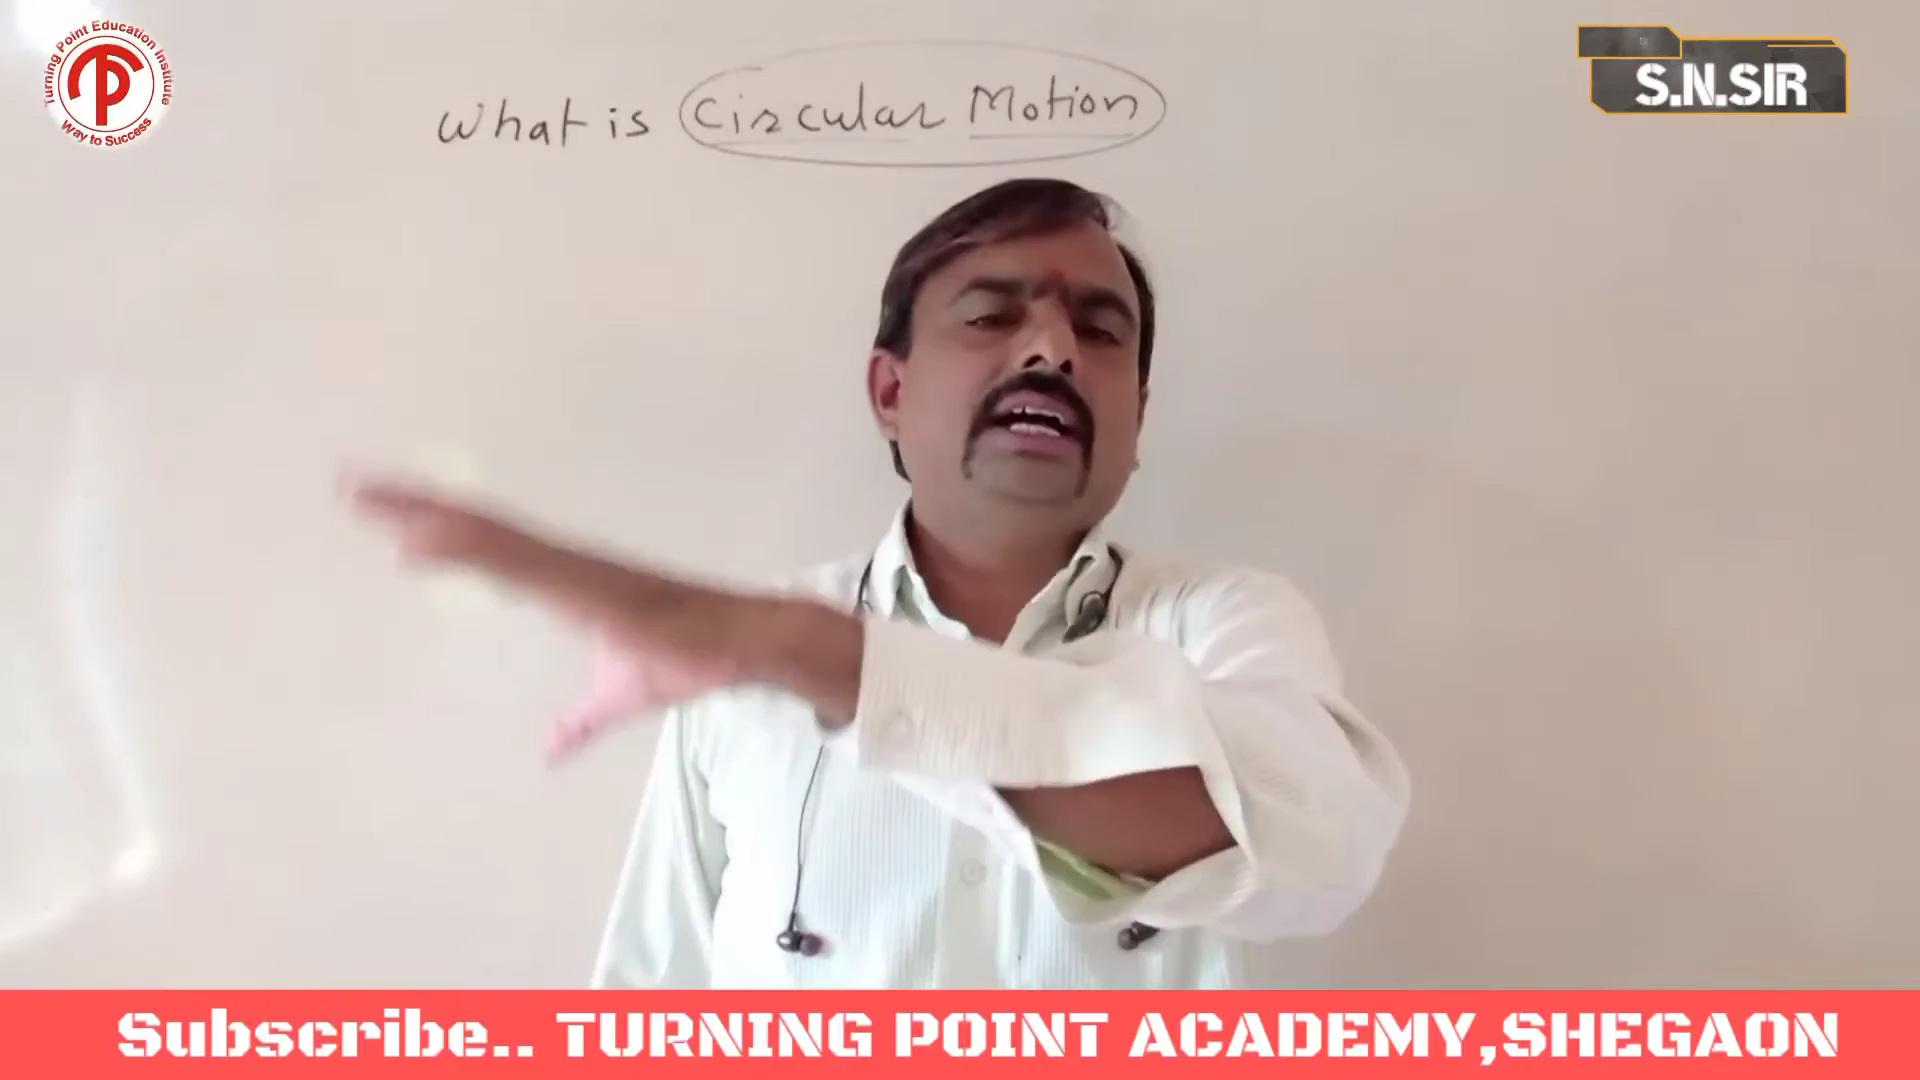 Turning Point Education Institute
Way to Success
S.N.SIR
What is Circular Motion
Subscribe.. TURNING POINT ACADEMY,SHEGAON